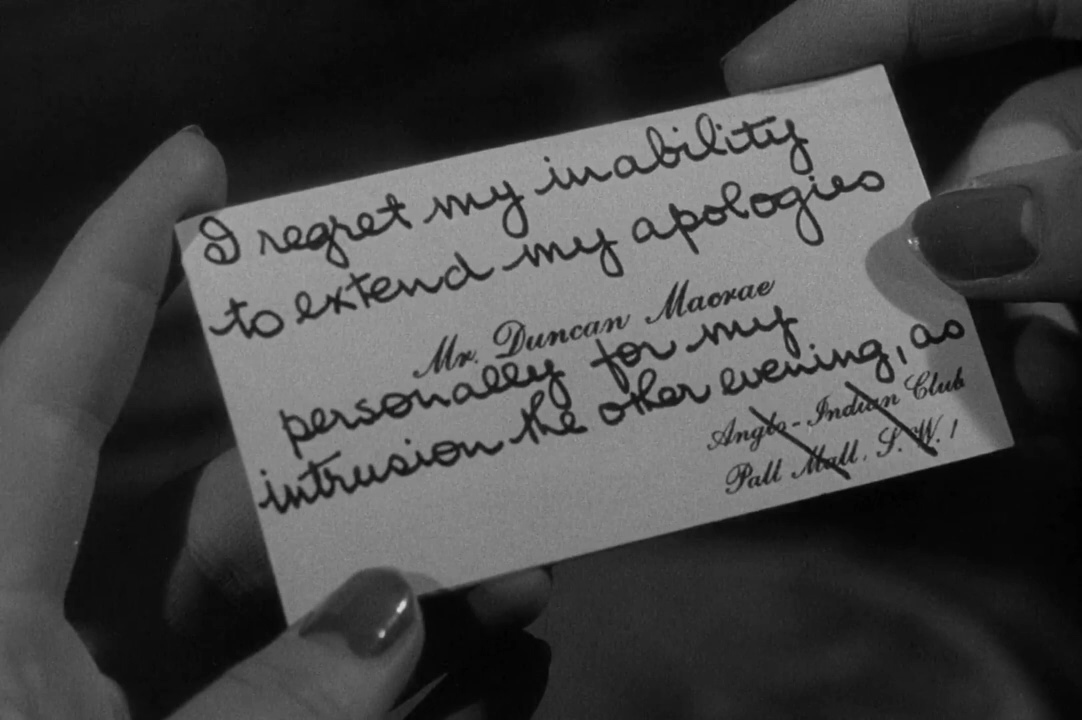 I regret my inability
to extend my apologies
Mr. Duncan Macrae
personally for my
intrusion the other evening, as
Anglo-Indian Club
Pall Mall. S.W.1